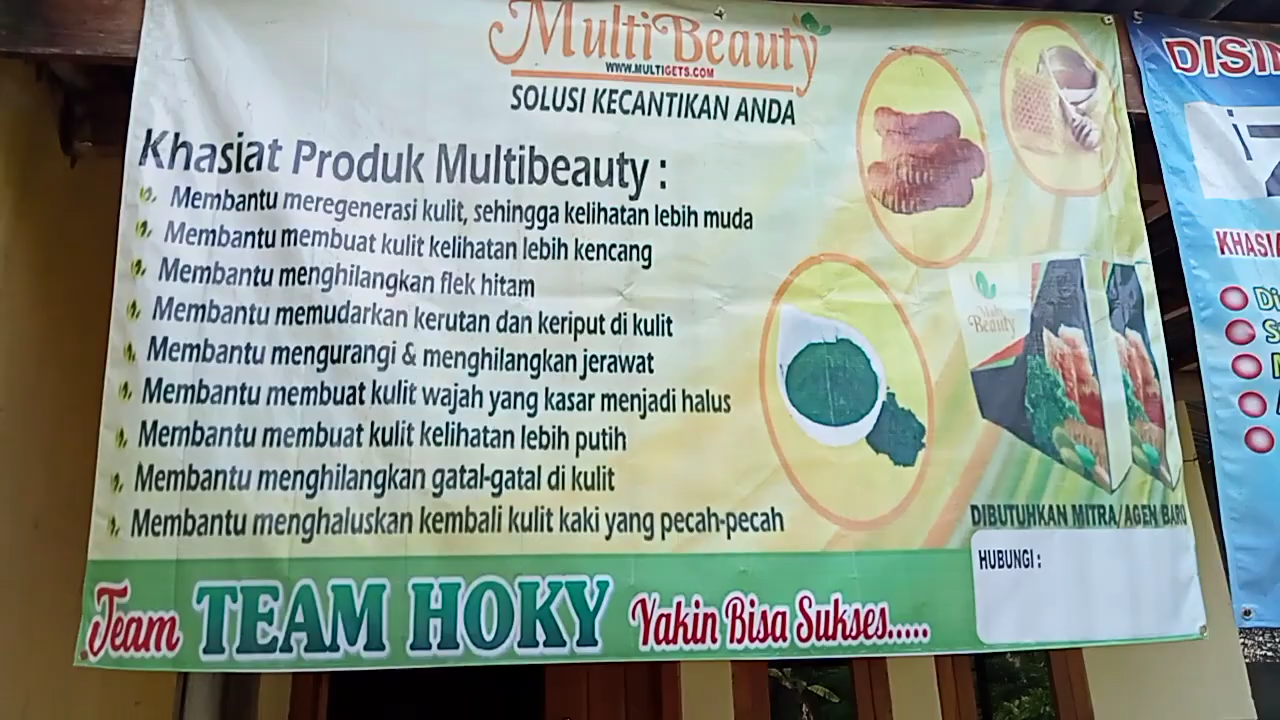 MultiBeauty
WWW.MULTIGETS.COM
SOLUSI KECANTIKAN ANDA
Khasiat Produk Multibeauty :
Membantu meregenerasi kulit, sehingga kelihatan lebih muda
Membantu membuat kulit kelihatan lebih kencang
Membantu menghilangkan flek hitam
Membantu memudarkan kerutan dan keriput di kulit
Membantu mengurangi & menghilangkan jerawat
Membantu membuat kulit wajah yang kasar menjadi halus
Membantu membuat kulit kelihatan lebih putih
Membantu menghilangkan gatal-gatal di kulit
Membantu menghaluskan kembali kulit kaki yang pecah-pecah
Multi
Beauty
DIBUTUHKAN MITRA/AGEN BARU
HUBUNGI :
Team TEAM HOKY Yakin Bisa Sukses.....